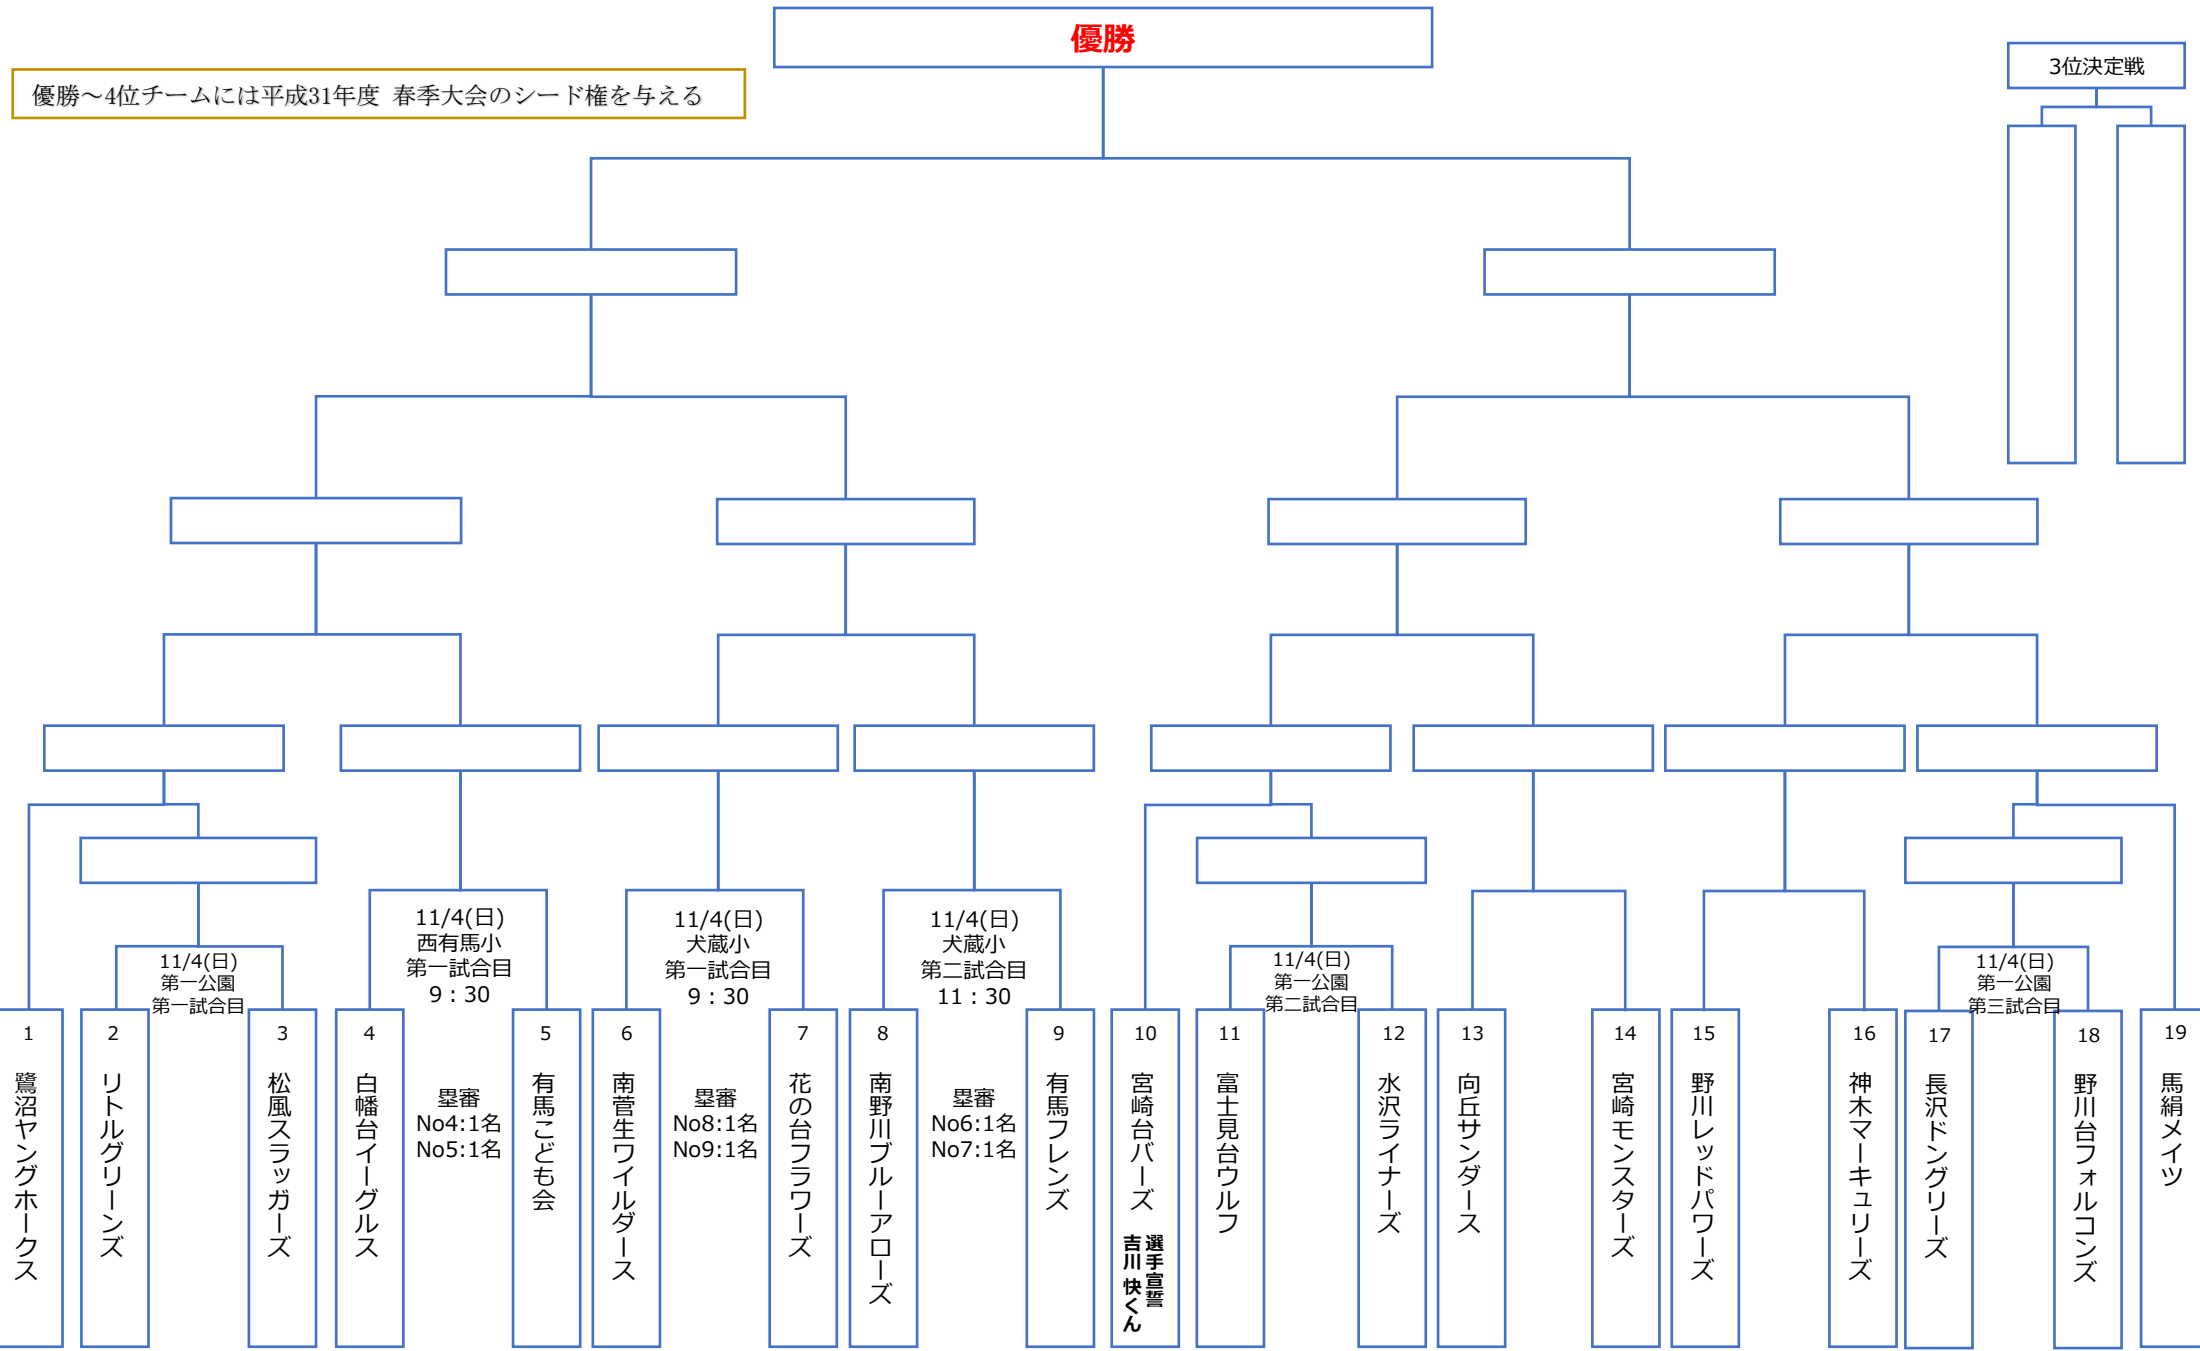 優勝
3位決定戦
優勝～4位チームには平成31年度 春季大会のシード権を与える
11/4(日)
西有馬小
第一試合目
9：30
11/4(日)
犬蔵小
第一試合目
9：30
11/4(日)
犬蔵小
第二試合目
11：30
11/4(日)
第一公園
第一試合目
11/4(日)
第一公園
第二試合目
11/4(日)
第一公園
第三試合目
1
鷺沼ヤングホークス
2
リトルグリーンズ
3
松風スラッガーズ
4
白幡台イーグルス
塁審
No4:1名
No5:1名
5
有馬こども会
6
南菅生ワイルダース
塁審
No8:1名
No9:1名
7
花の台フラワーズ
8
南野川ブルーアローズ
塁審
No6:1名
No7:1名
9
有馬フレンズ
10
宮崎台バーズ
選手宣誓
吉川 快くん
11
富士見台ウルフ
12
水沢ライナーズ
13
向丘サンダース
14
宮崎モンスターズ
15
野川レッドパワーズ
16
神木マーキュリーズ
17
長沢ドングリーズ
18
野川台フォルコンズ
19
馬絹メイツ